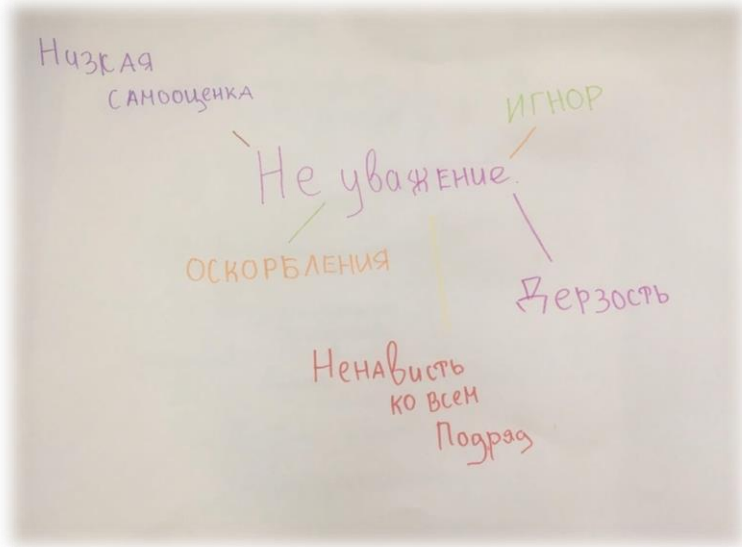 Низкая
самооценка
ИГНОР
Не уважение.
ОСКОРБЛЕНИЯ
Дерзость
Ненависть
ко всем
Подряд